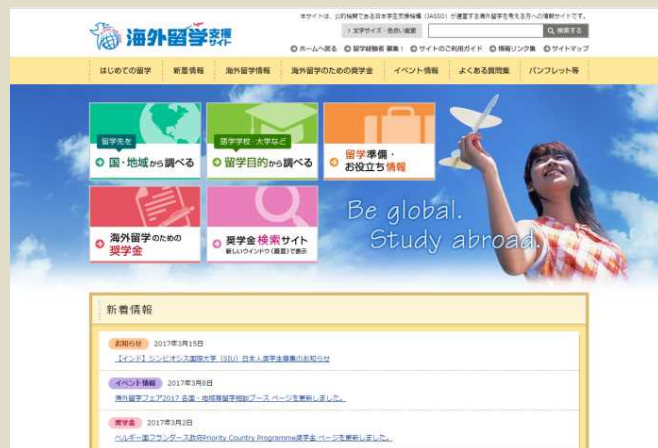 本サイトは、公的機関である日本学生支援機構（JASSO）が運営する海外留学を考える方への情報サイトです。
海外留学支援サイト
文字サイズ・色合い変更
検索する
ホームへ戻る 留学経験者 募集！ サイトのご利用ガイド 情報リンク集 サイトマップ
はじめての留学 新着情報 海外留学情報 海外留学のための奨学金 イベント情報 よくある質問集 パンフレット等
留学先を
国・地域から調べる
留学学校・大学など
留学目的から調べる
留学準備・
お役立ち情報
海外留学のための
奨学金
奨学金検索サイト
新しいウインドウ（画面）で表示
Be global.
Study abroad.
新着情報
お知らせ 2017年3月15日
【インド】シンビオシス国際大学（SIU）日本人奨学生募集のお知らせ
イベント情報 2017年3月8日
海外留学フェア2017 各国・地域等留学相談ブース ページを更新しました。
奨学金 2017年3月2日
ベルギー国フランダース政府Priority Country Programme奨学金 ページを更新しました。